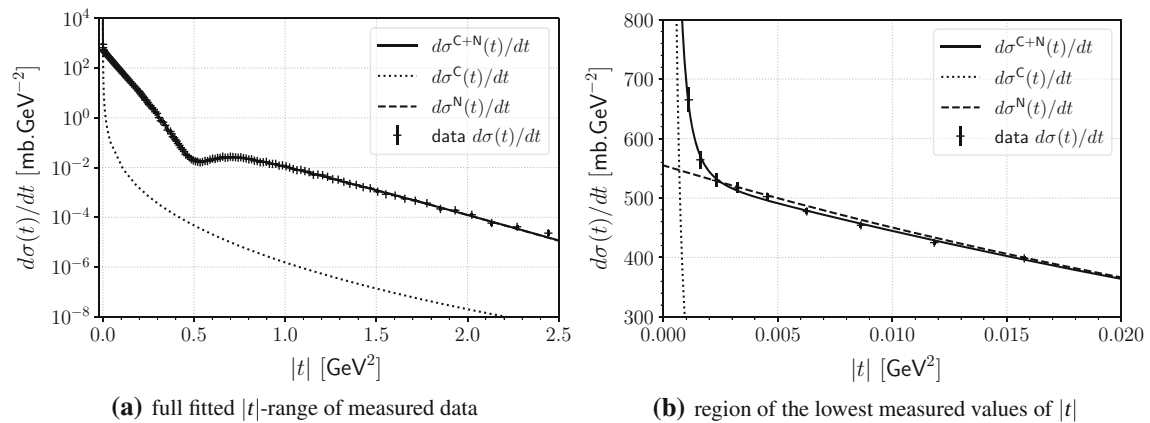 10^4
10^2
10^0
10^{-2}
10^{-4}
10^{-6}
10^{-8}
dσ(t)/dt [mb.GeV^{-2}]
dσ^{C+N}(t)/dt
dσ^C(t)/dt
dσ^N(t)/dt
data dσ(t)/dt
0.0 0.5 1.0 1.5 2.0 2.5
|t| [GeV^2]
(a) full fitted |t|-range of measured data
800
700
600
500
400
300
dσ(t)/dt [mb.GeV^{-2}]
dσ^{C+N}(t)/dt
dσ^C(t)/dt
dσ^N(t)/dt
data dσ(t)/dt
0.000 0.005 0.010 0.015 0.020
|t| [GeV^2]
(b) region of the lowest measured values of |t|